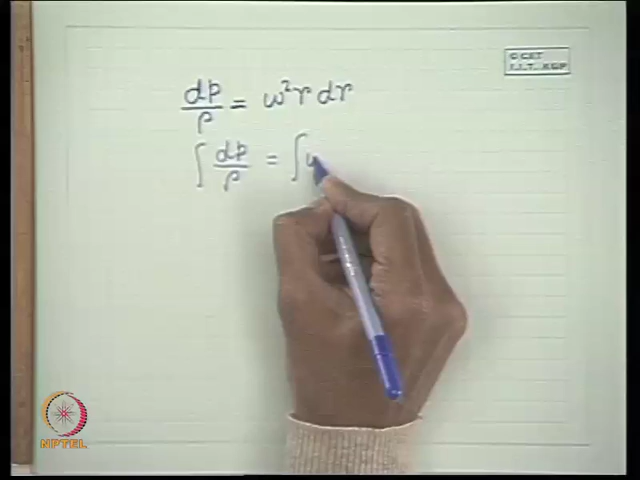 © CET
I.I.T. KGP
dp/ρ = ω²r dr
∫ dp/ρ = ∫ω
NPTEL